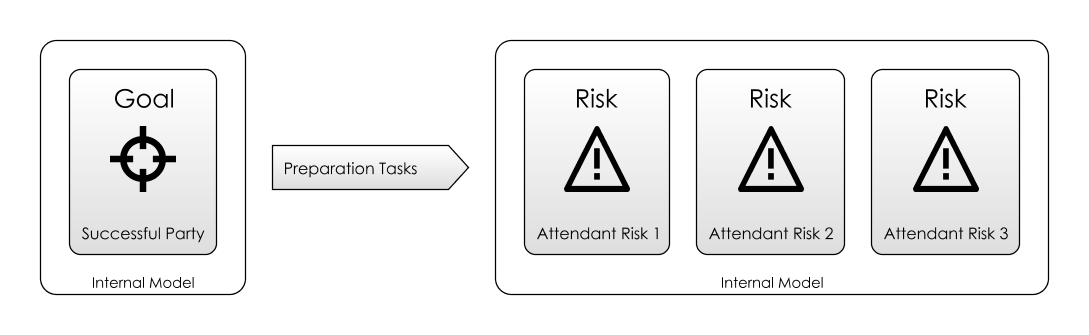 Goal
Successful Party
Internal Model
Preparation Tasks
Risk
Attendant Risk 1
Risk
Attendant Risk 2
Risk
Attendant Risk 3
Internal Model